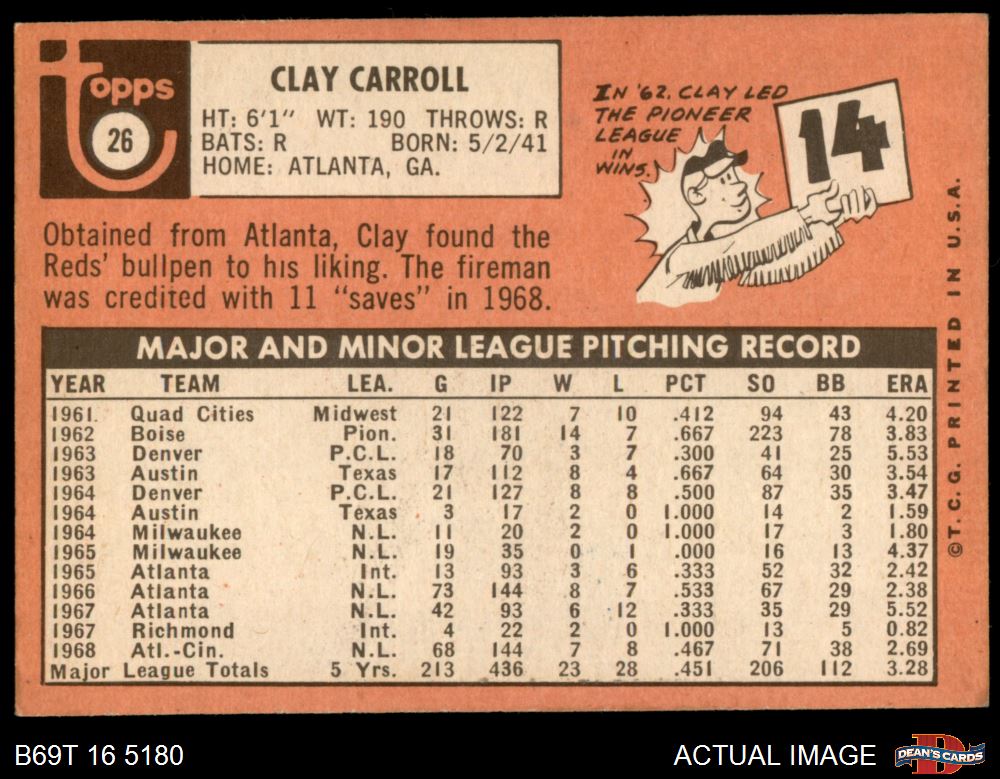 Topps
26
CLAY CARROLL
HT: 6'1" WT: 190 THROWS: R
BATS: R BORN: 5/2/41
HOME: ATLANTA, GA.
IN '62, CLAY LED
THE PIONEER
LEAGUE
IN
WINS.
14
Obtained from Atlanta, Clay found the
Reds' bullpen to his liking. The fireman
was credited with 11 "saves" in 1968.
MAJOR AND MINOR LEAGUE PITCHING RECORD
YEAR TEAM LEA. G IP W L PCT SO BB ERA
1961 Quad Cities Midwest 21 122 7 10 .412 94 43 4.20
1962 Boise Pion. 31 181 14 7 .667 223 78 3.83
1963 Denver P.C.L. 18 70 3 7 .300 41 25 5.53
1963 Austin Texas 17 112 8 4 .667 64 30 3.54
1964 Denver P.C.L. 21 127 8 8 .500 87 35 3.47
1964 Austin Texas 3 17 2 0 1.000 14 2 1.59
1964 Milwaukee N.L. 11 20 2 0 1.000 17 3 1.80
1965 Milwaukee N.L. 19 35 0 1 .000 16 13 4.37
1965 Atlanta Int. 13 93 3 6 .333 52 32 2.42
1966 Atlanta N.L. 73 144 8 7 .533 67 29 2.38
1967 Atlanta N.L. 42 93 6 12 .333 35 29 5.52
1967 Richmond Int. 4 22 2 0 1.000 13 5 0.82
1968 Atl.-Cin. N.L. 68 144 7 8 .467 71 38 2.69
Major League Totals 5 Yrs. 213 436 23 28 .451 206 112 3.28
©T.C.G. PRINTED IN U.S.A.
B69T 16 5180
ACTUAL IMAGE
D
DEAN'S CARDS